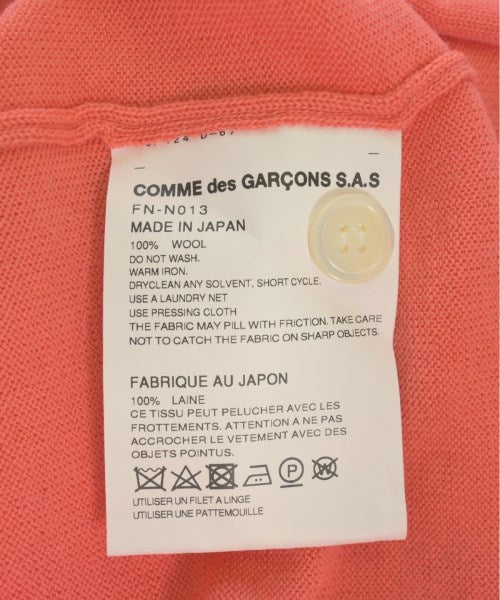 COMME des GARÇONS S.A.S
FN-N013
MADE IN JAPAN
100% WOOL
DO NOT WASH.
WARM IRON.
DRYCLEAN ANY SOLVENT, SHORT CYCLE.
USE A LAUNDRY NET
USE PRESSING CLOTH
THE FABRIC MAY PILL WITH FRICTION. TAKE CARE
NOT TO CATCH THE FABRIC ON SHARP OBJECTS.
FABRIQUE AU JAPON
100% LAINE
CE TISSU PEUT PELUCHER AVEC LES
FROTTEMENTS. ATTENTION A NE PAS
ACCROCHER LE VETEMENT AVEC DES
OBJETS POINTUS.
P W
UTILISER UN FILET A LINGE
UTILISER UNE PATTEMOUILLE